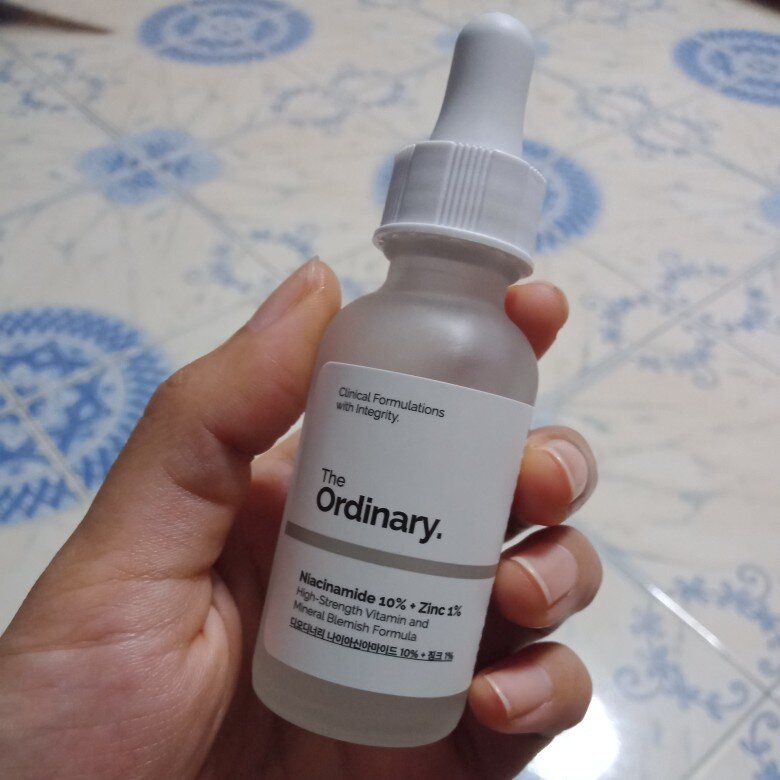 Clinical Formulations
with Integrity.
The
Ordinary.
Niacinamide 10% + Zinc 1%
High-Strength Vitamin and
Mineral Blemish Formula
디오디너리 나이아신아마이드 10% + 징크 1%